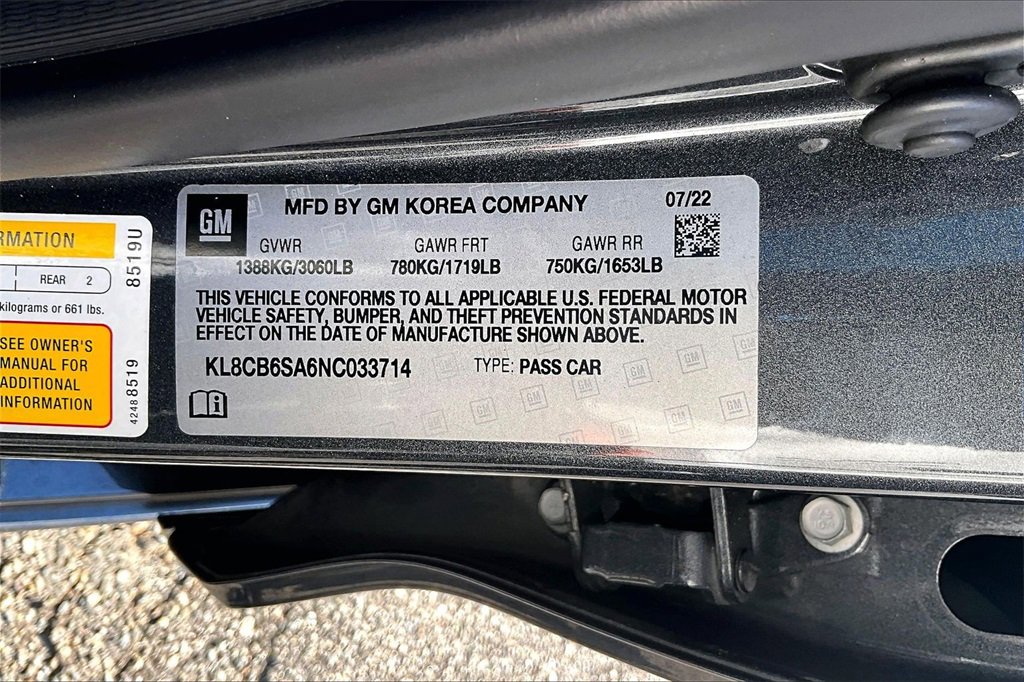 RMATION
REAR 2
kilograms or 661 lbs.
SEE OWNER'S
MANUAL FOR
ADDITIONAL
INFORMATION
8519U
4248 8519
GM
MFD BY GM KOREA COMPANY
07/22
GVWR GAWR FRT GAWR RR
1388KG/3060LB 780KG/1719LB 750KG/1653LB
THIS VEHICLE CONFORMS TO ALL APPLICABLE U.S. FEDERAL MOTOR
VEHICLE SAFETY, BUMPER, AND THEFT PREVENTION STANDARDS IN
EFFECT ON THE DATE OF MANUFACTURE SHOWN ABOVE.
KL8CB6SA6NC033714 TYPE: PASS CAR